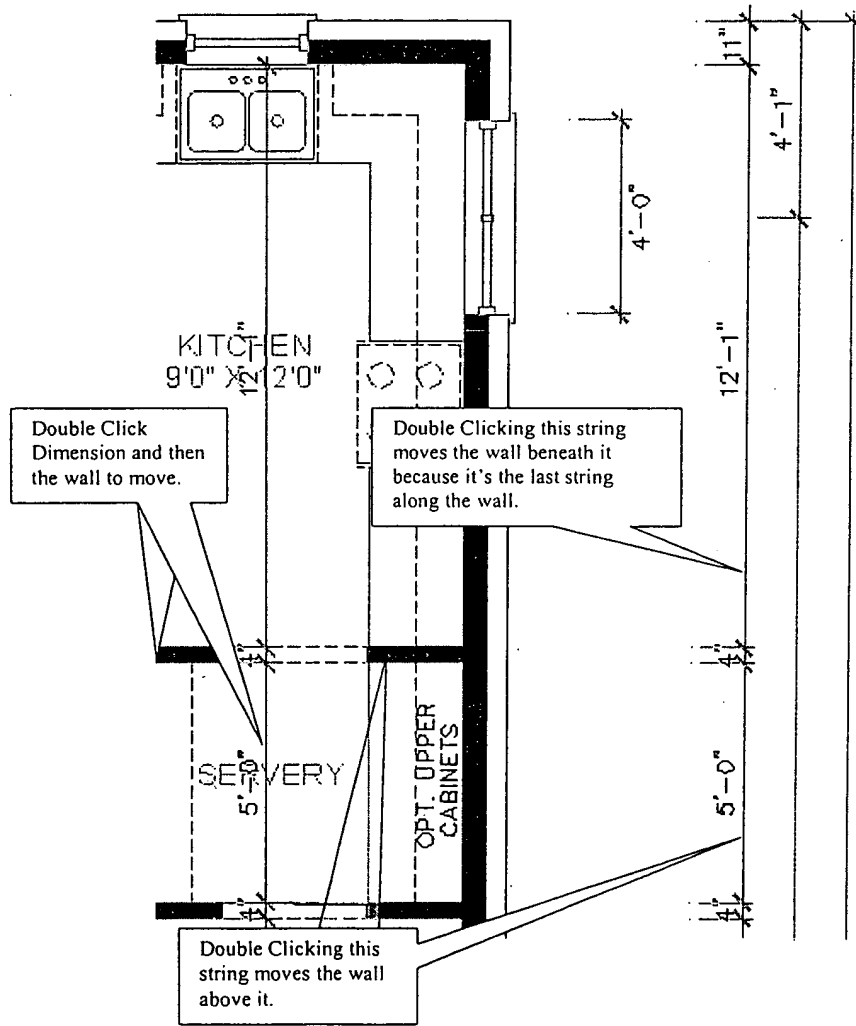 11"
4'-1"
4'-0"
KITCHEN
9'0" X 12'0"
12'-1"
12'-1"
Double Click
Dimension and then
the wall to move.
Double Clicking this string
moves the wall beneath it
because it's the last string
along the wall.
4"
4"
SERVERY
5'-0"
OPT. UPPER
CABINETS
5'-0"
4"
4"
Double Clicking this
string moves the wall
above it.